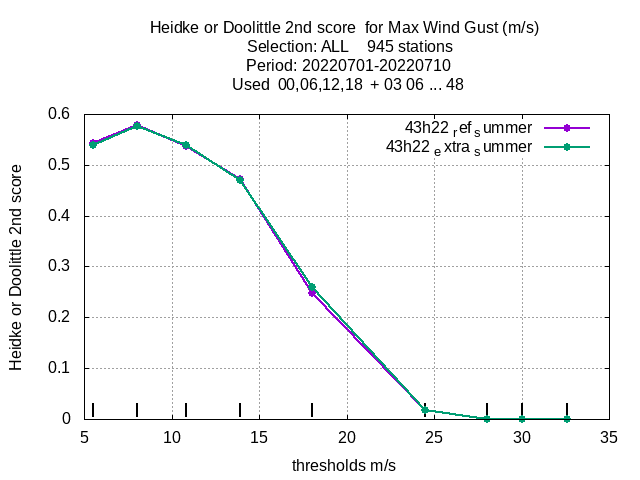 Heidke or Doolittle 2nd score for Max Wind Gust (m/s)
Selection: ALL 945 stations
Period: 20220701-20220710
Used 00,06,12,18 + 03 06 ... 48
43h22 ref summer
43h22 extra summer
Heidke or Doolittle 2nd score
0.6
0.5
0.4
0.3
0.2
0.1
0
5 10 15 20 25 30 35
thresholds m/s